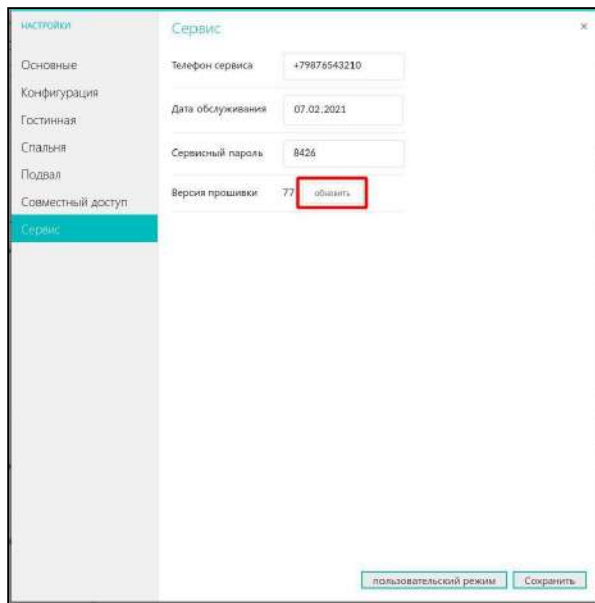 НАСТРОЙКИ
Основные
Конфигурация
Гостинная
Спальня
Подвал
Совместный доступ
Сервис
Сервис
×
Телефон сервиса +79876543210
Дата обслуживания 07.02.2021
Сервисный пароль 8426
Версия прошивки 77 обновить
пользовательский режим Сохранить